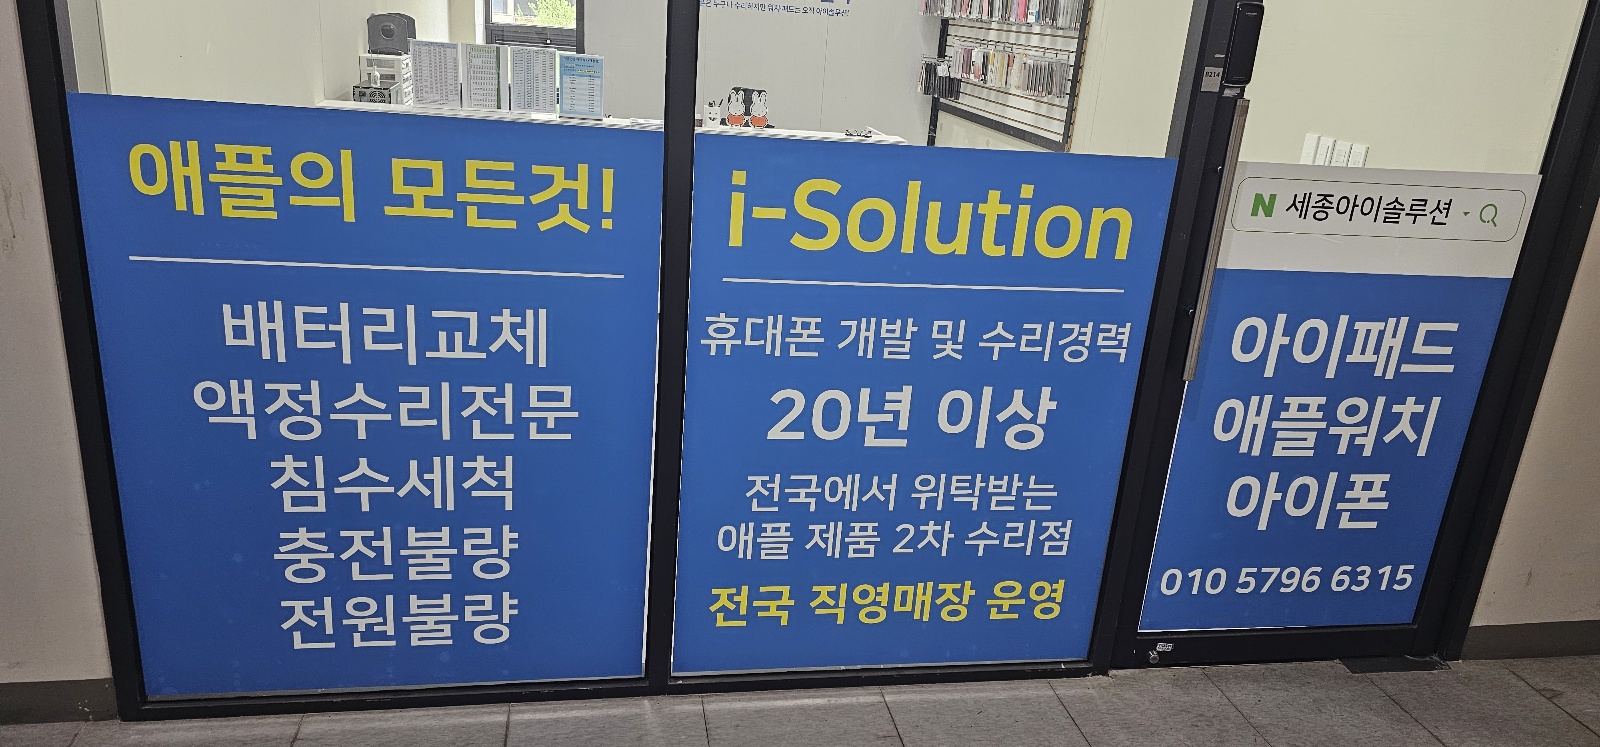 애플의 모든것!
배터리교체
액정수리전문
침수세척
충전불량
전원불량
i-Solution
휴대폰 개발 및 수리경력
20년 이상
전국에서 위탁받는
애플 제품 2차 수리점
전국 직영매장 운영
N 세종아이솔루션
아이패드
애플워치
아이폰
010 5796 6315
B214